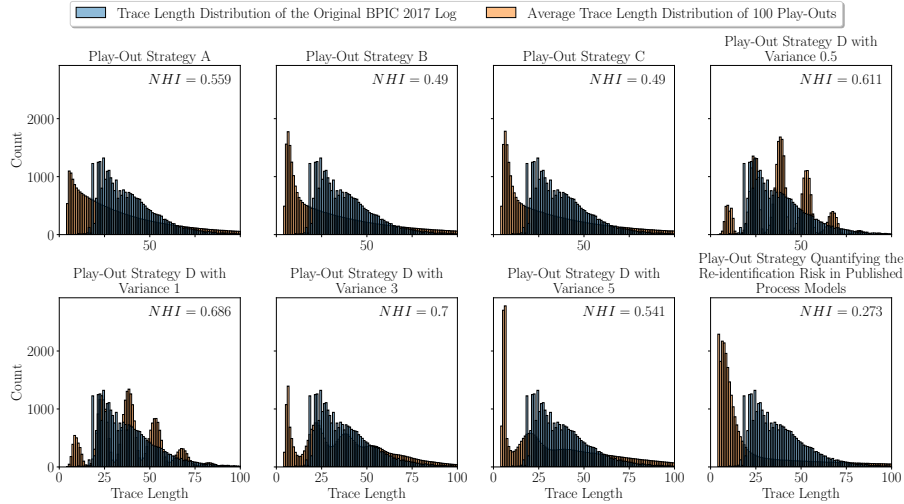 Trace Length Distribution of the Original BPIC 2017 Log
Average Trace Length Distribution of 100 Play-Outs
Play-Out Strategy A
NHI = 0.559
Count
2000
1000
0
50
Play-Out Strategy B
NHI = 0.49
50
Play-Out Strategy C
NHI = 0.49
50
Play-Out Strategy D with
Variance 0.5
NHI = 0.611
50
Play-Out Strategy D with
Variance 1
NHI = 0.686
Count
2000
1000
0
0 25 50 75 100
Trace Length
Play-Out Strategy D with
Variance 3
NHI = 0.7
25 50 75 100
Trace Length
Play-Out Strategy D with
Variance 5
NHI = 0.541
25 50 75 100
Trace Length
Play-Out Strategy Quantifying the
Re-identification Risk in Published
Process Models
NHI = 0.273
25 50 75 100
Trace Length